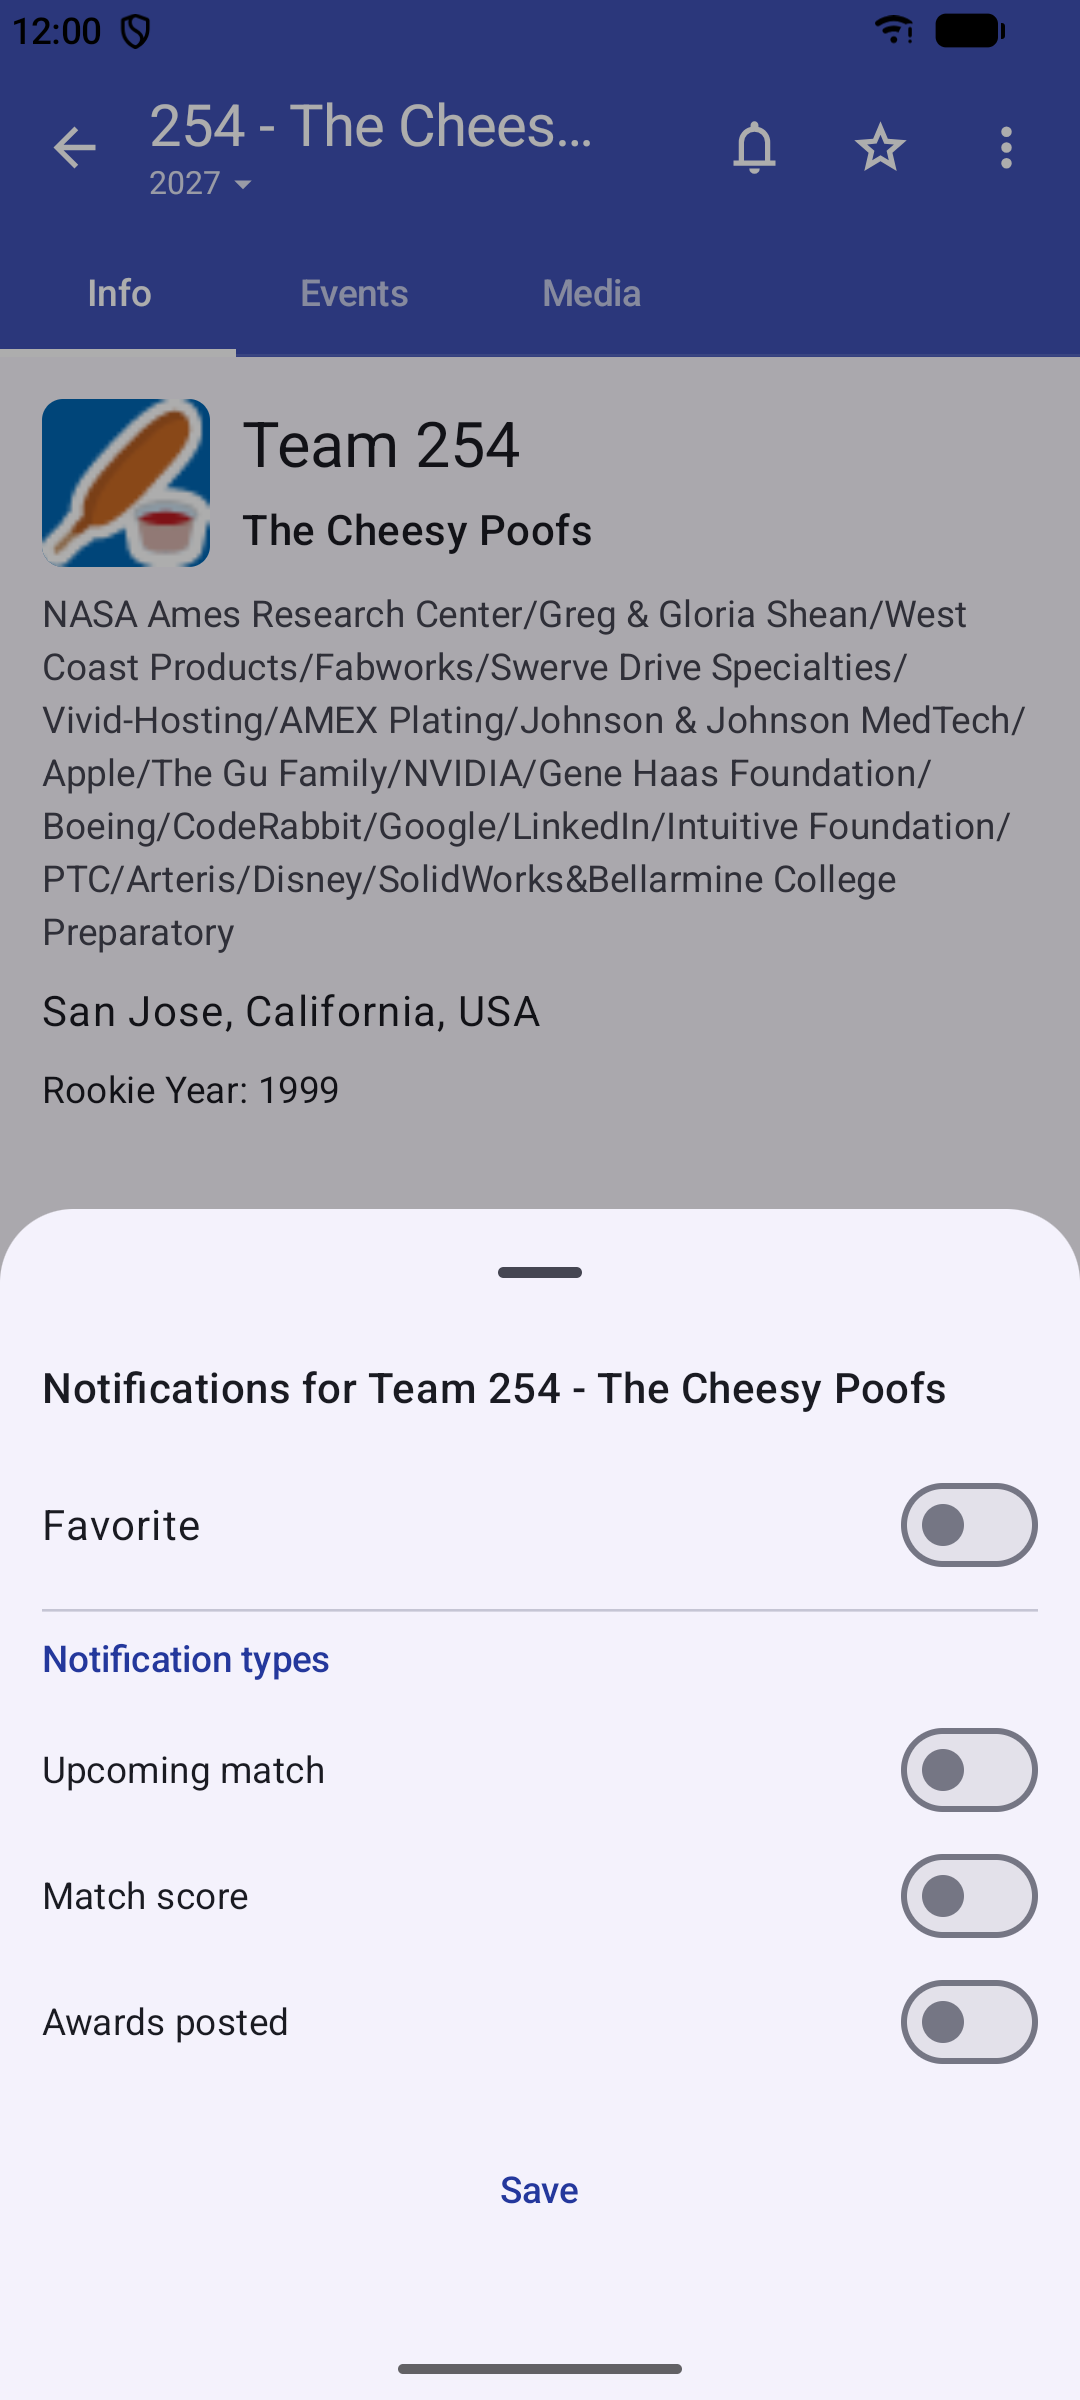 12:00
254 - The Chees...
2027
Info Events Media
Team 254
The Cheesy Poofs
NASA Ames Research Center/Greg & Gloria Shean/West
Coast Products/Fabworks/Swerve Drive Specialties/
Vivid-Hosting/AMEX Plating/Johnson & Johnson MedTech/
Apple/The Gu Family/NVIDIA/Gene Haas Foundation/
Boeing/CodeRabbit/Google/LinkedIn/Intuitive Foundation/
PTC/Arteris/Disney/SolidWorks&Bellarmine College
Preparatory
San Jose, California, USA
Rookie Year: 1999
Notifications for Team 254 - The Cheesy Poofs
Favorite
Notification types
Upcoming match
Match score
Awards posted
Save